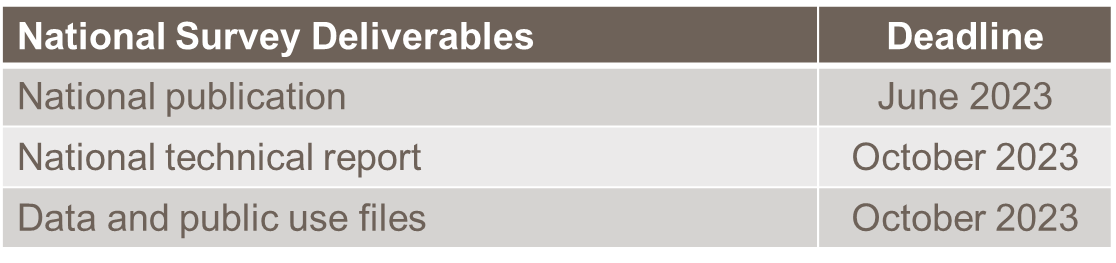 National Survey Deliverables Deadline
National publication June 2023
National technical report October 2023
Data and public use files October 2023